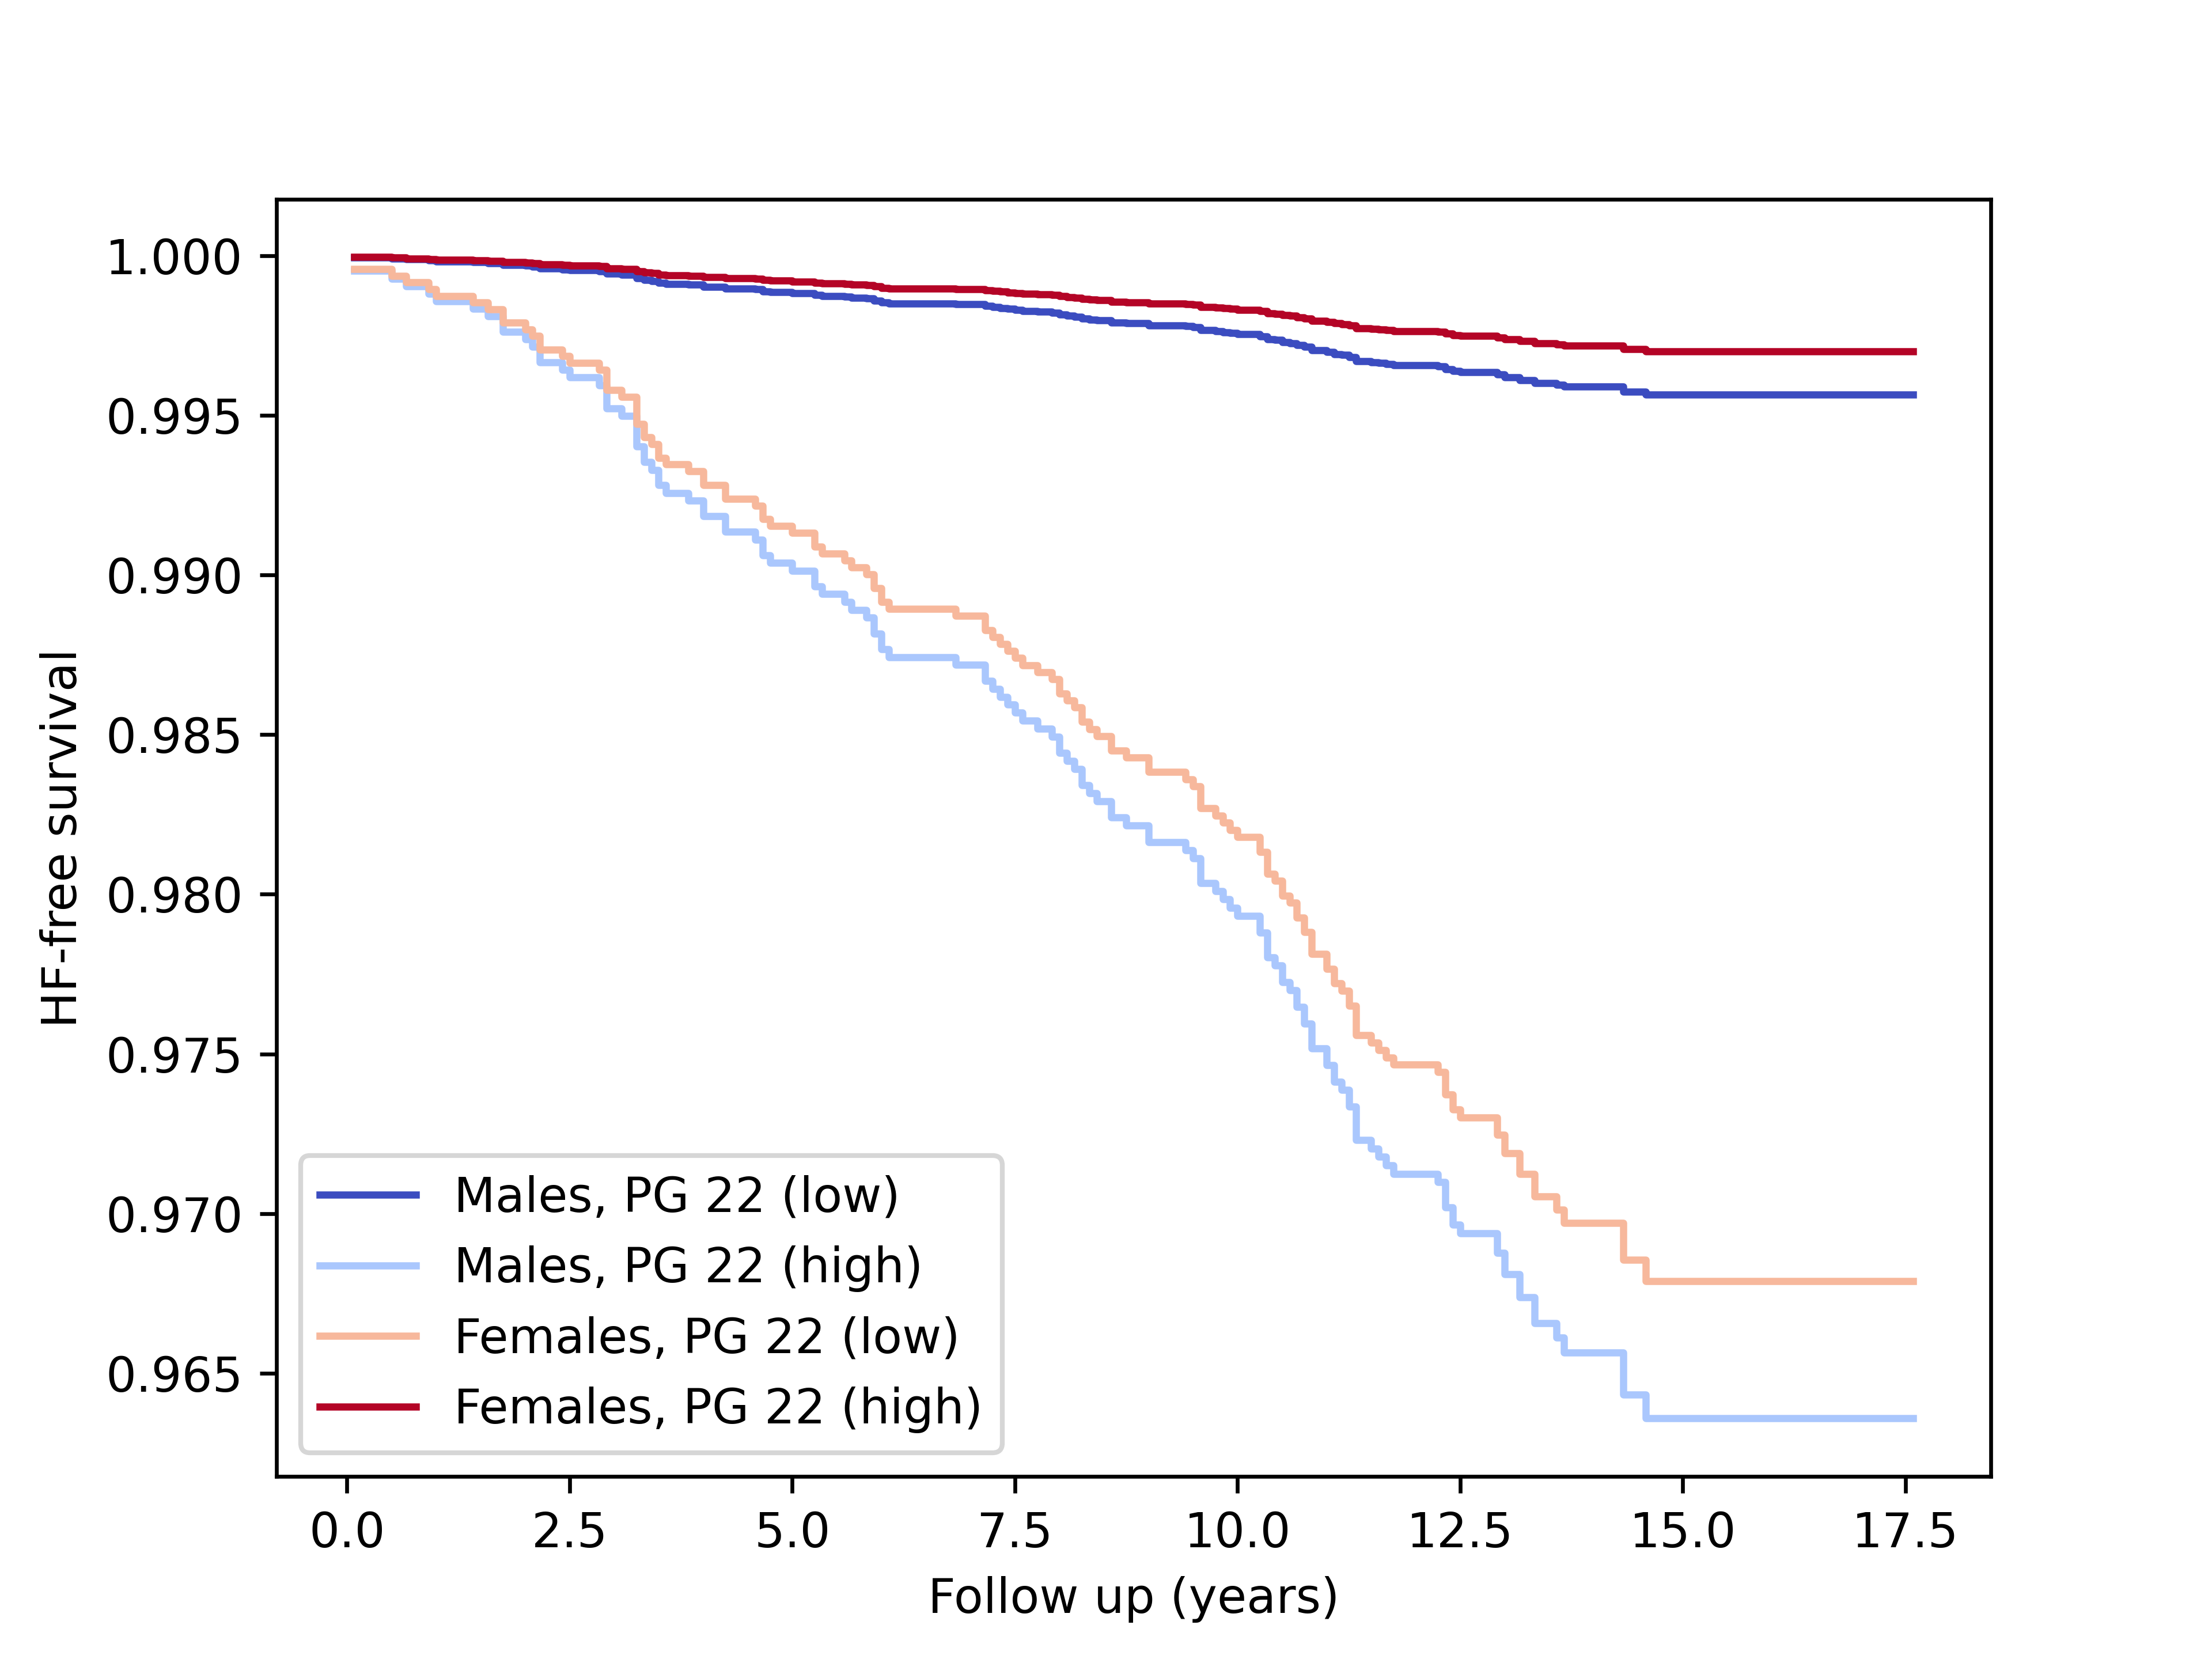 1.000
0.995
0.990
0.985
0.980
0.975
0.970
0.965
HF-free survival
Males, PG 22 (low)
Males, PG 22 (high)
Females, PG 22 (low)
Females, PG 22 (high)
0.0 2.5 5.0 7.5 10.0 12.5 15.0 17.5
Follow up (years)